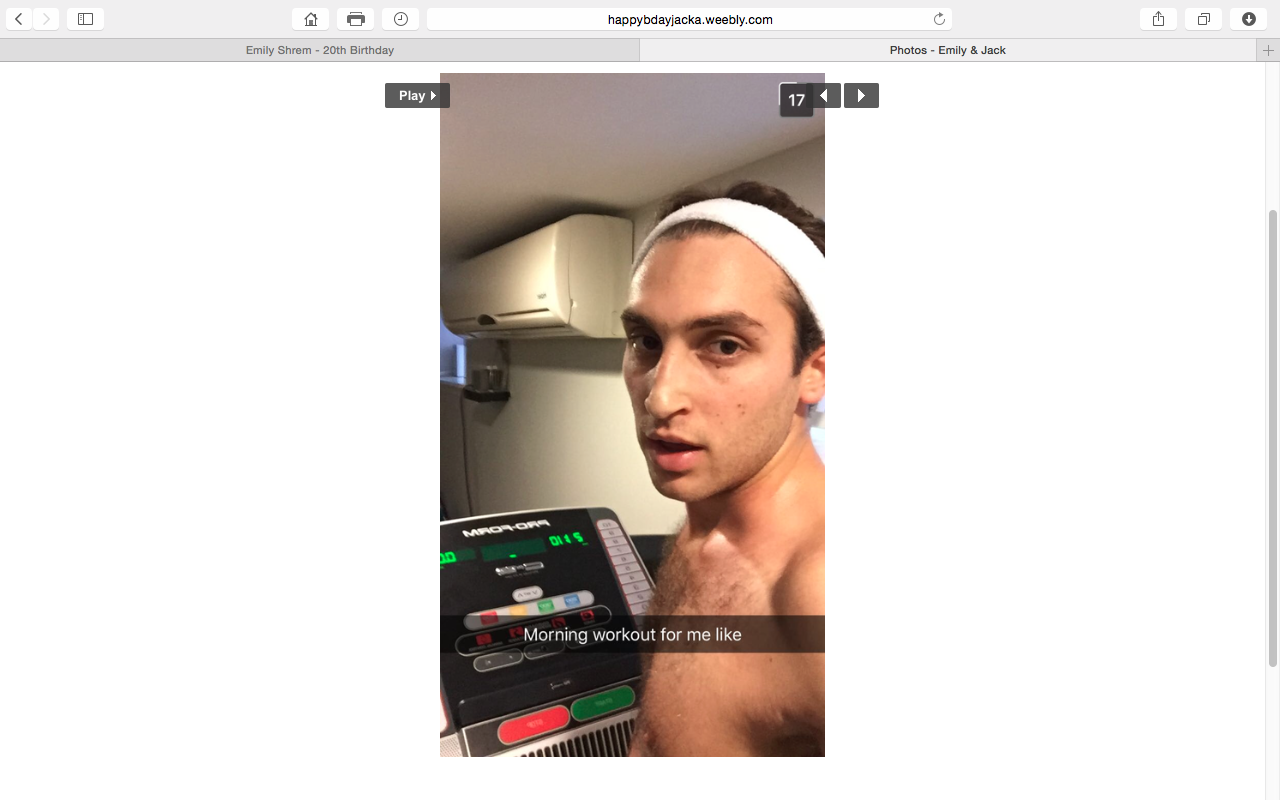 happybdayjacka.weebly.com
Emily Shrem - 20th Birthday
Photos - Emily & Jack
Play
17
PRO-FORM
Morning workout for me like